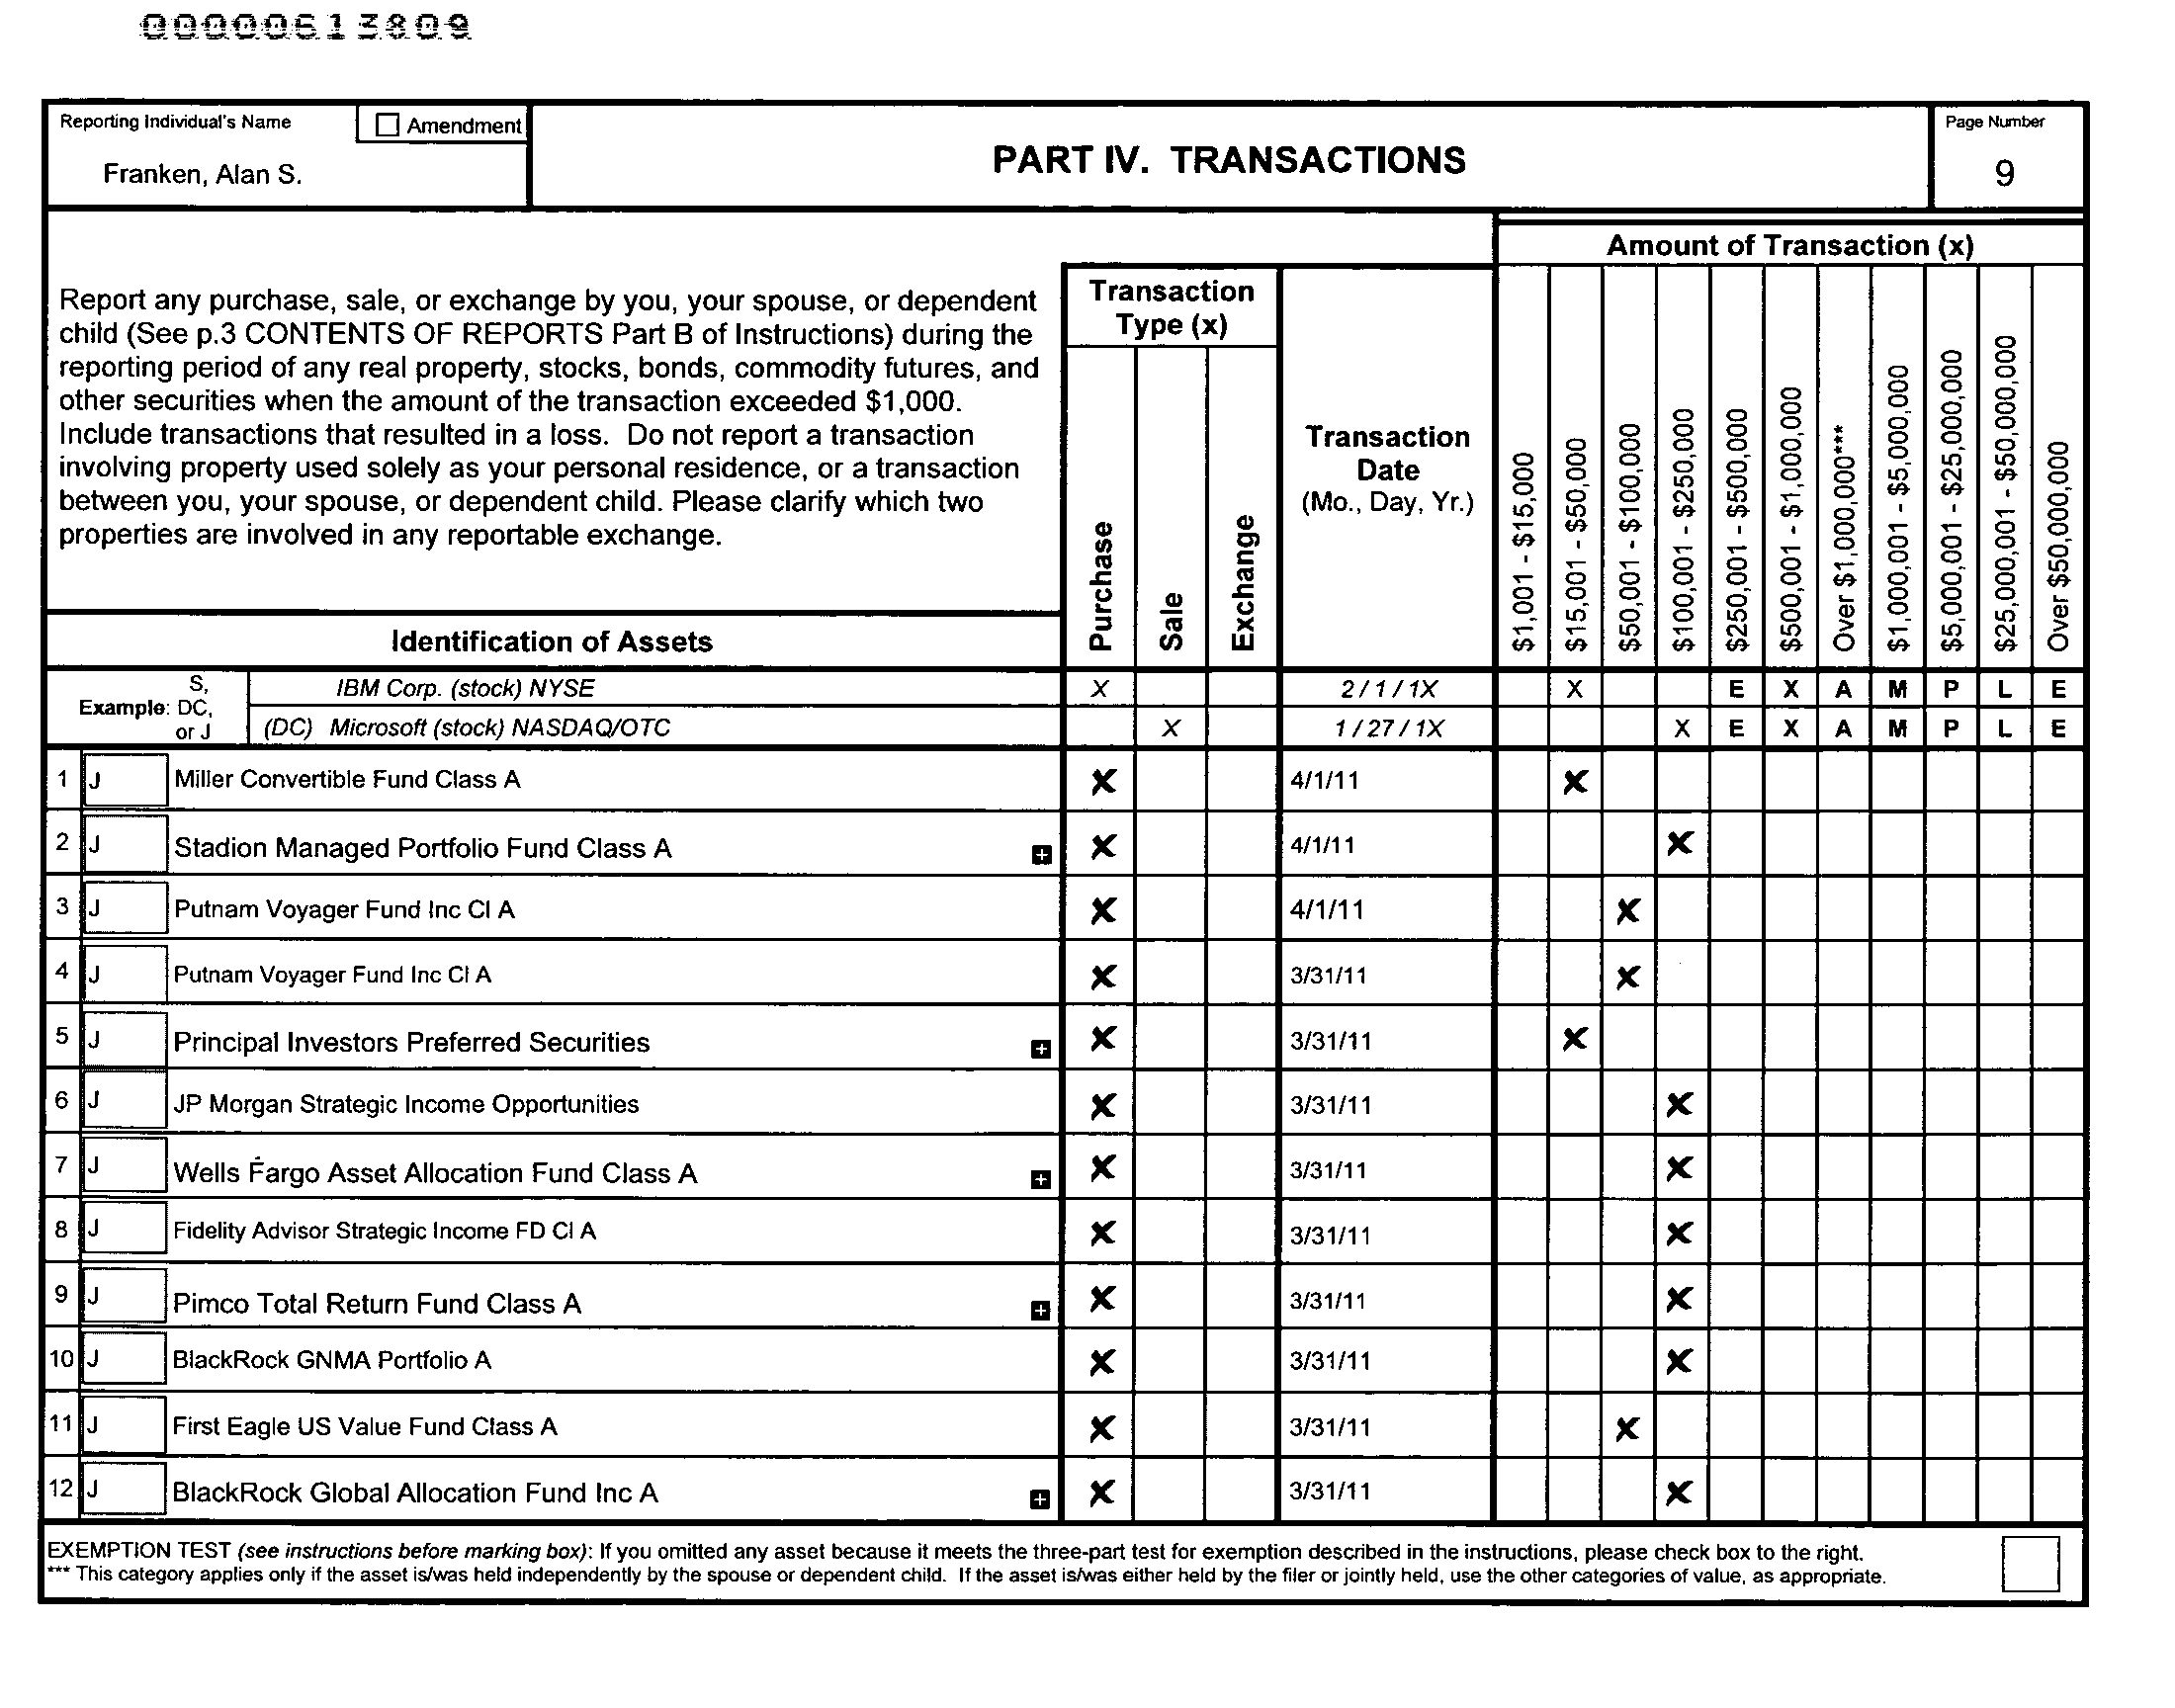 00000613809
Reporting Individual's Name
☐ Amendment
Franken, Alan S.
PART IV. TRANSACTIONS
Page Number
9
Report any purchase, sale, or exchange by you, your spouse, or dependent
child (See p.3 CONTENTS OF REPORTS Part B of Instructions) during the
reporting period of any real property, stocks, bonds, commodity futures, and
other securities when the amount of the transaction exceeded $1,000.
Include transactions that resulted in a loss. Do not report a transaction
involving property used solely as your personal residence, or a transaction
between you, your spouse, or dependent child. Please clarify which two
properties are involved in any reportable exchange.
Identification of Assets
Transaction
Type (x)
Purchase
Sale
Exchange
Transaction
Date
(Mo., Day, Yr.)
Amount of Transaction (x)
$1,001 - $15,000
$15,001 - $50,000
$50,001 - $100,000
$100,001 - $250,000
$250,001 - $500,000
$500,001 - $1,000,000
Over $1,000,000***
$1,000,001 - $5,000,000
$5,000,001 - $25,000,000
$25,000,001 - $50,000,000
Over $50,000,000
Example: S, DC, or J
IBM Corp. (stock) NYSE X 2/1/1X X E X A M P L E
(DC) Microsoft (stock) NASDAQ/OTC X 1/27/1X X E X A M P L E
1 J Miller Convertible Fund Class A X 4/1/11 X
2 J Stadion Managed Portfolio Fund Class A + X 4/1/11 X
3 J Putnam Voyager Fund Inc Cl A X 4/1/11 X
4 J Putnam Voyager Fund Inc Cl A X 3/31/11 X
5 J Principal Investors Preferred Securities + X 3/31/11 X
6 J JP Morgan Strategic Income Opportunities X 3/31/11 X
7 J Wells Fargo Asset Allocation Fund Class A + X 3/31/11 X
8 J Fidelity Advisor Strategic Income FD Cl A X 3/31/11 X
9 J Pimco Total Return Fund Class A + X 3/31/11 X
10 J BlackRock GNMA Portfolio A X 3/31/11 X
11 J First Eagle US Value Fund Class A X 3/31/11 X
12 J BlackRock Global Allocation Fund Inc A + X 3/31/11 X
EXEMPTION TEST (see instructions before marking box): If you omitted any asset because it meets the three-part test for exemption described in the instructions, please check box to the right.
*** This category applies only if the asset is/was held independently by the spouse or dependent child. If the asset is/was either held by the filer or jointly held, use the other categories of value, as appropriate.